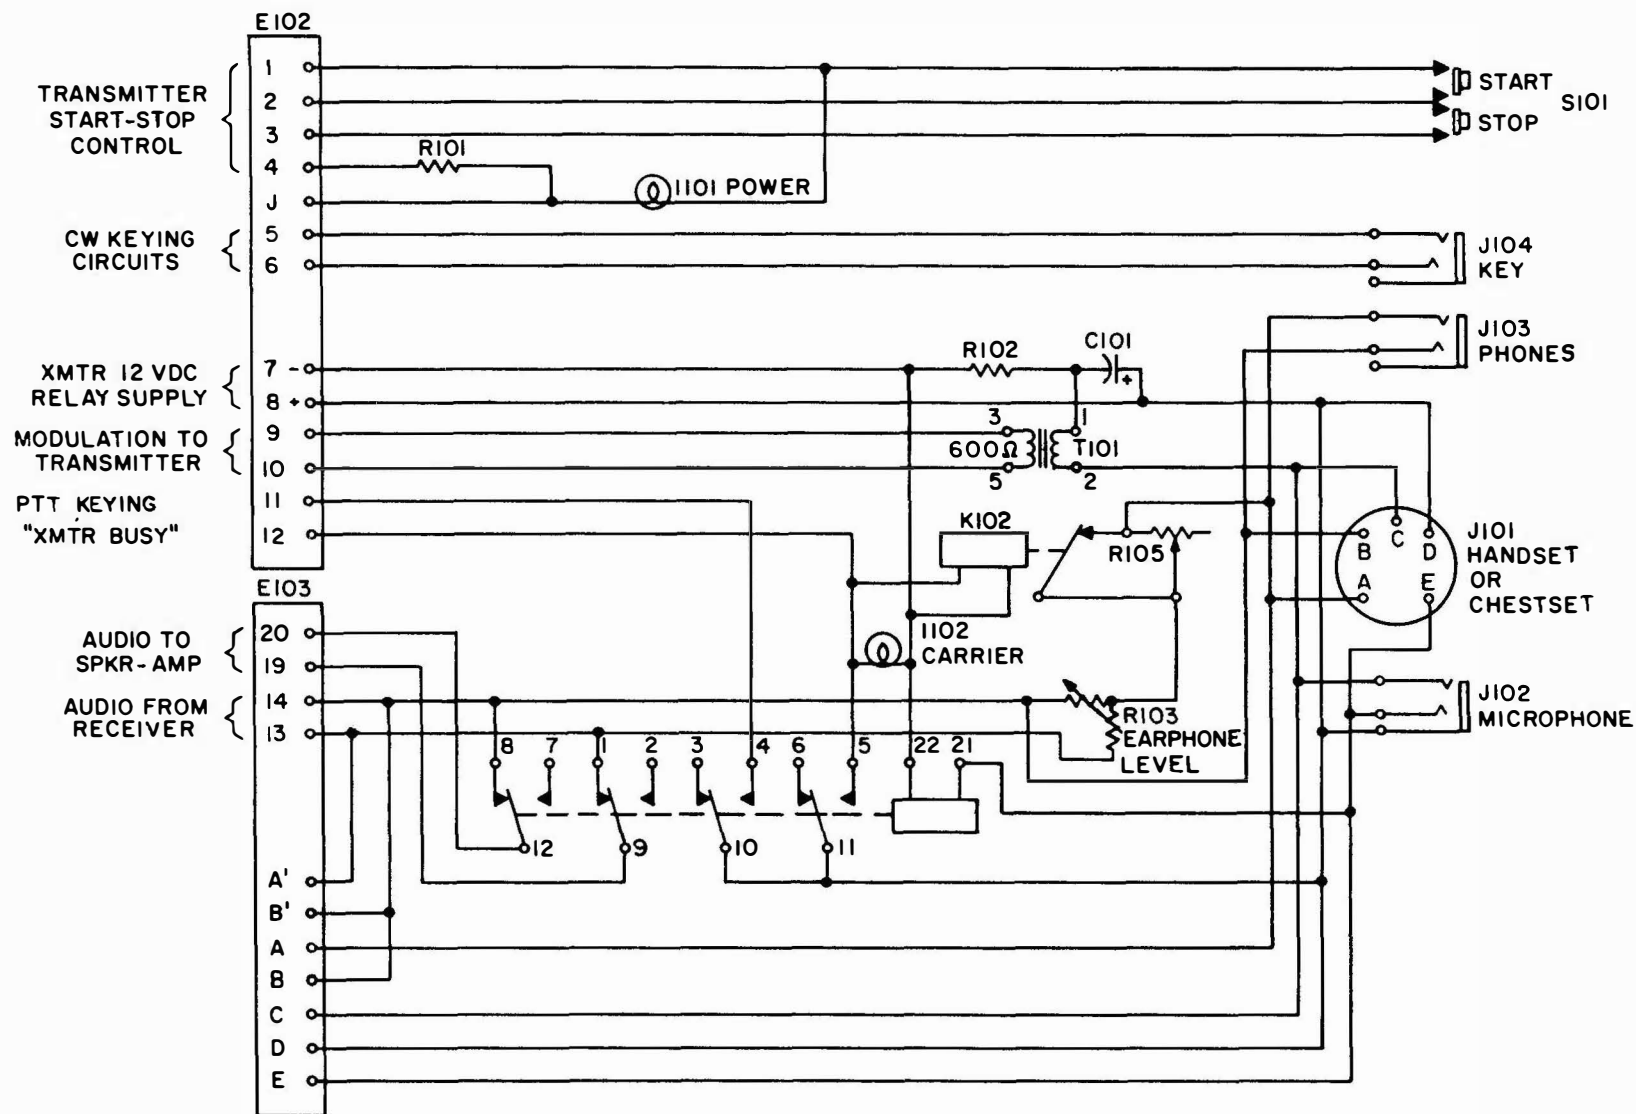 E102
1
2
3
4
J
5
6
7 -
8 +
9
10
11
12
TRANSMITTER
START-STOP
CONTROL
CW KEYING
CIRCUITS
XMTR 12 VDC
RELAY SUPPLY
MODULATION TO
TRANSMITTER
PTT KEYING
"XMTR BUSY"
R101
I101 POWER
START
STOP
S101
J104
KEY
J103
PHONES
R102
C101
+
3
1
600Ω
T101
5
2
K102
R105
B
C
D
A
E
J101
HANDSET
OR
CHESTSET
I102
CARRIER
R103
EARPHONE
LEVEL
J102
MICROPHONE
E103
20
19
14
13
A'
B'
A
B
C
D
E
AUDIO TO
SPKR-AMP
AUDIO FROM
RECEIVER
8 7 1 2 3 4 6 5 22 21
12 9 10 11